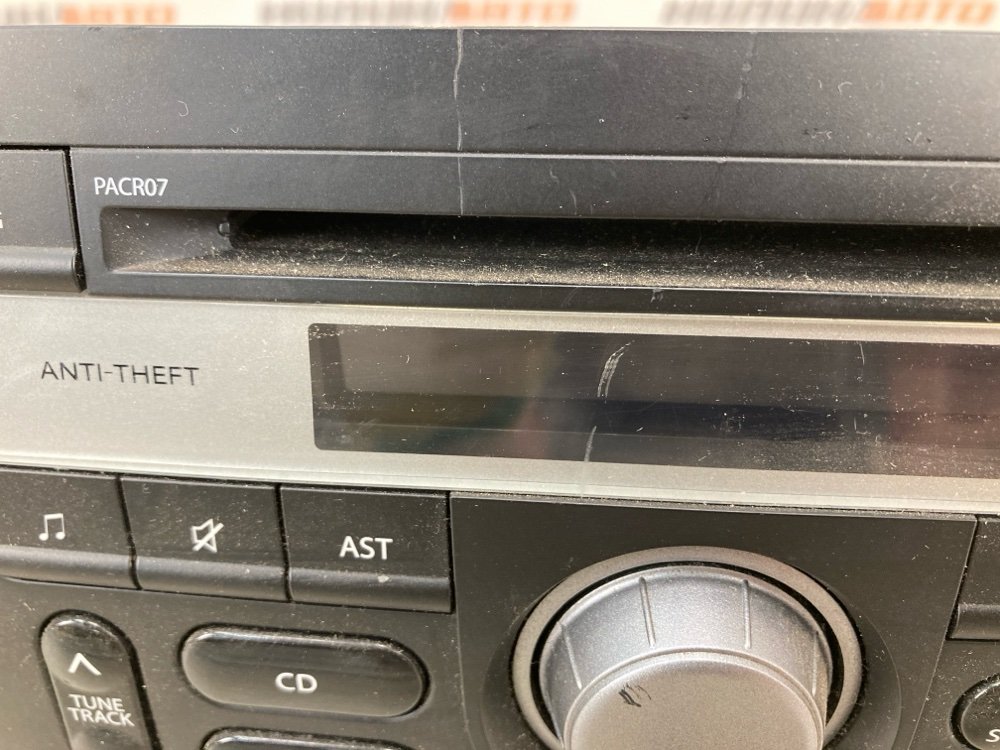 PACR07
ANTI-THEFT
AST
CD
TUNE
TRACK